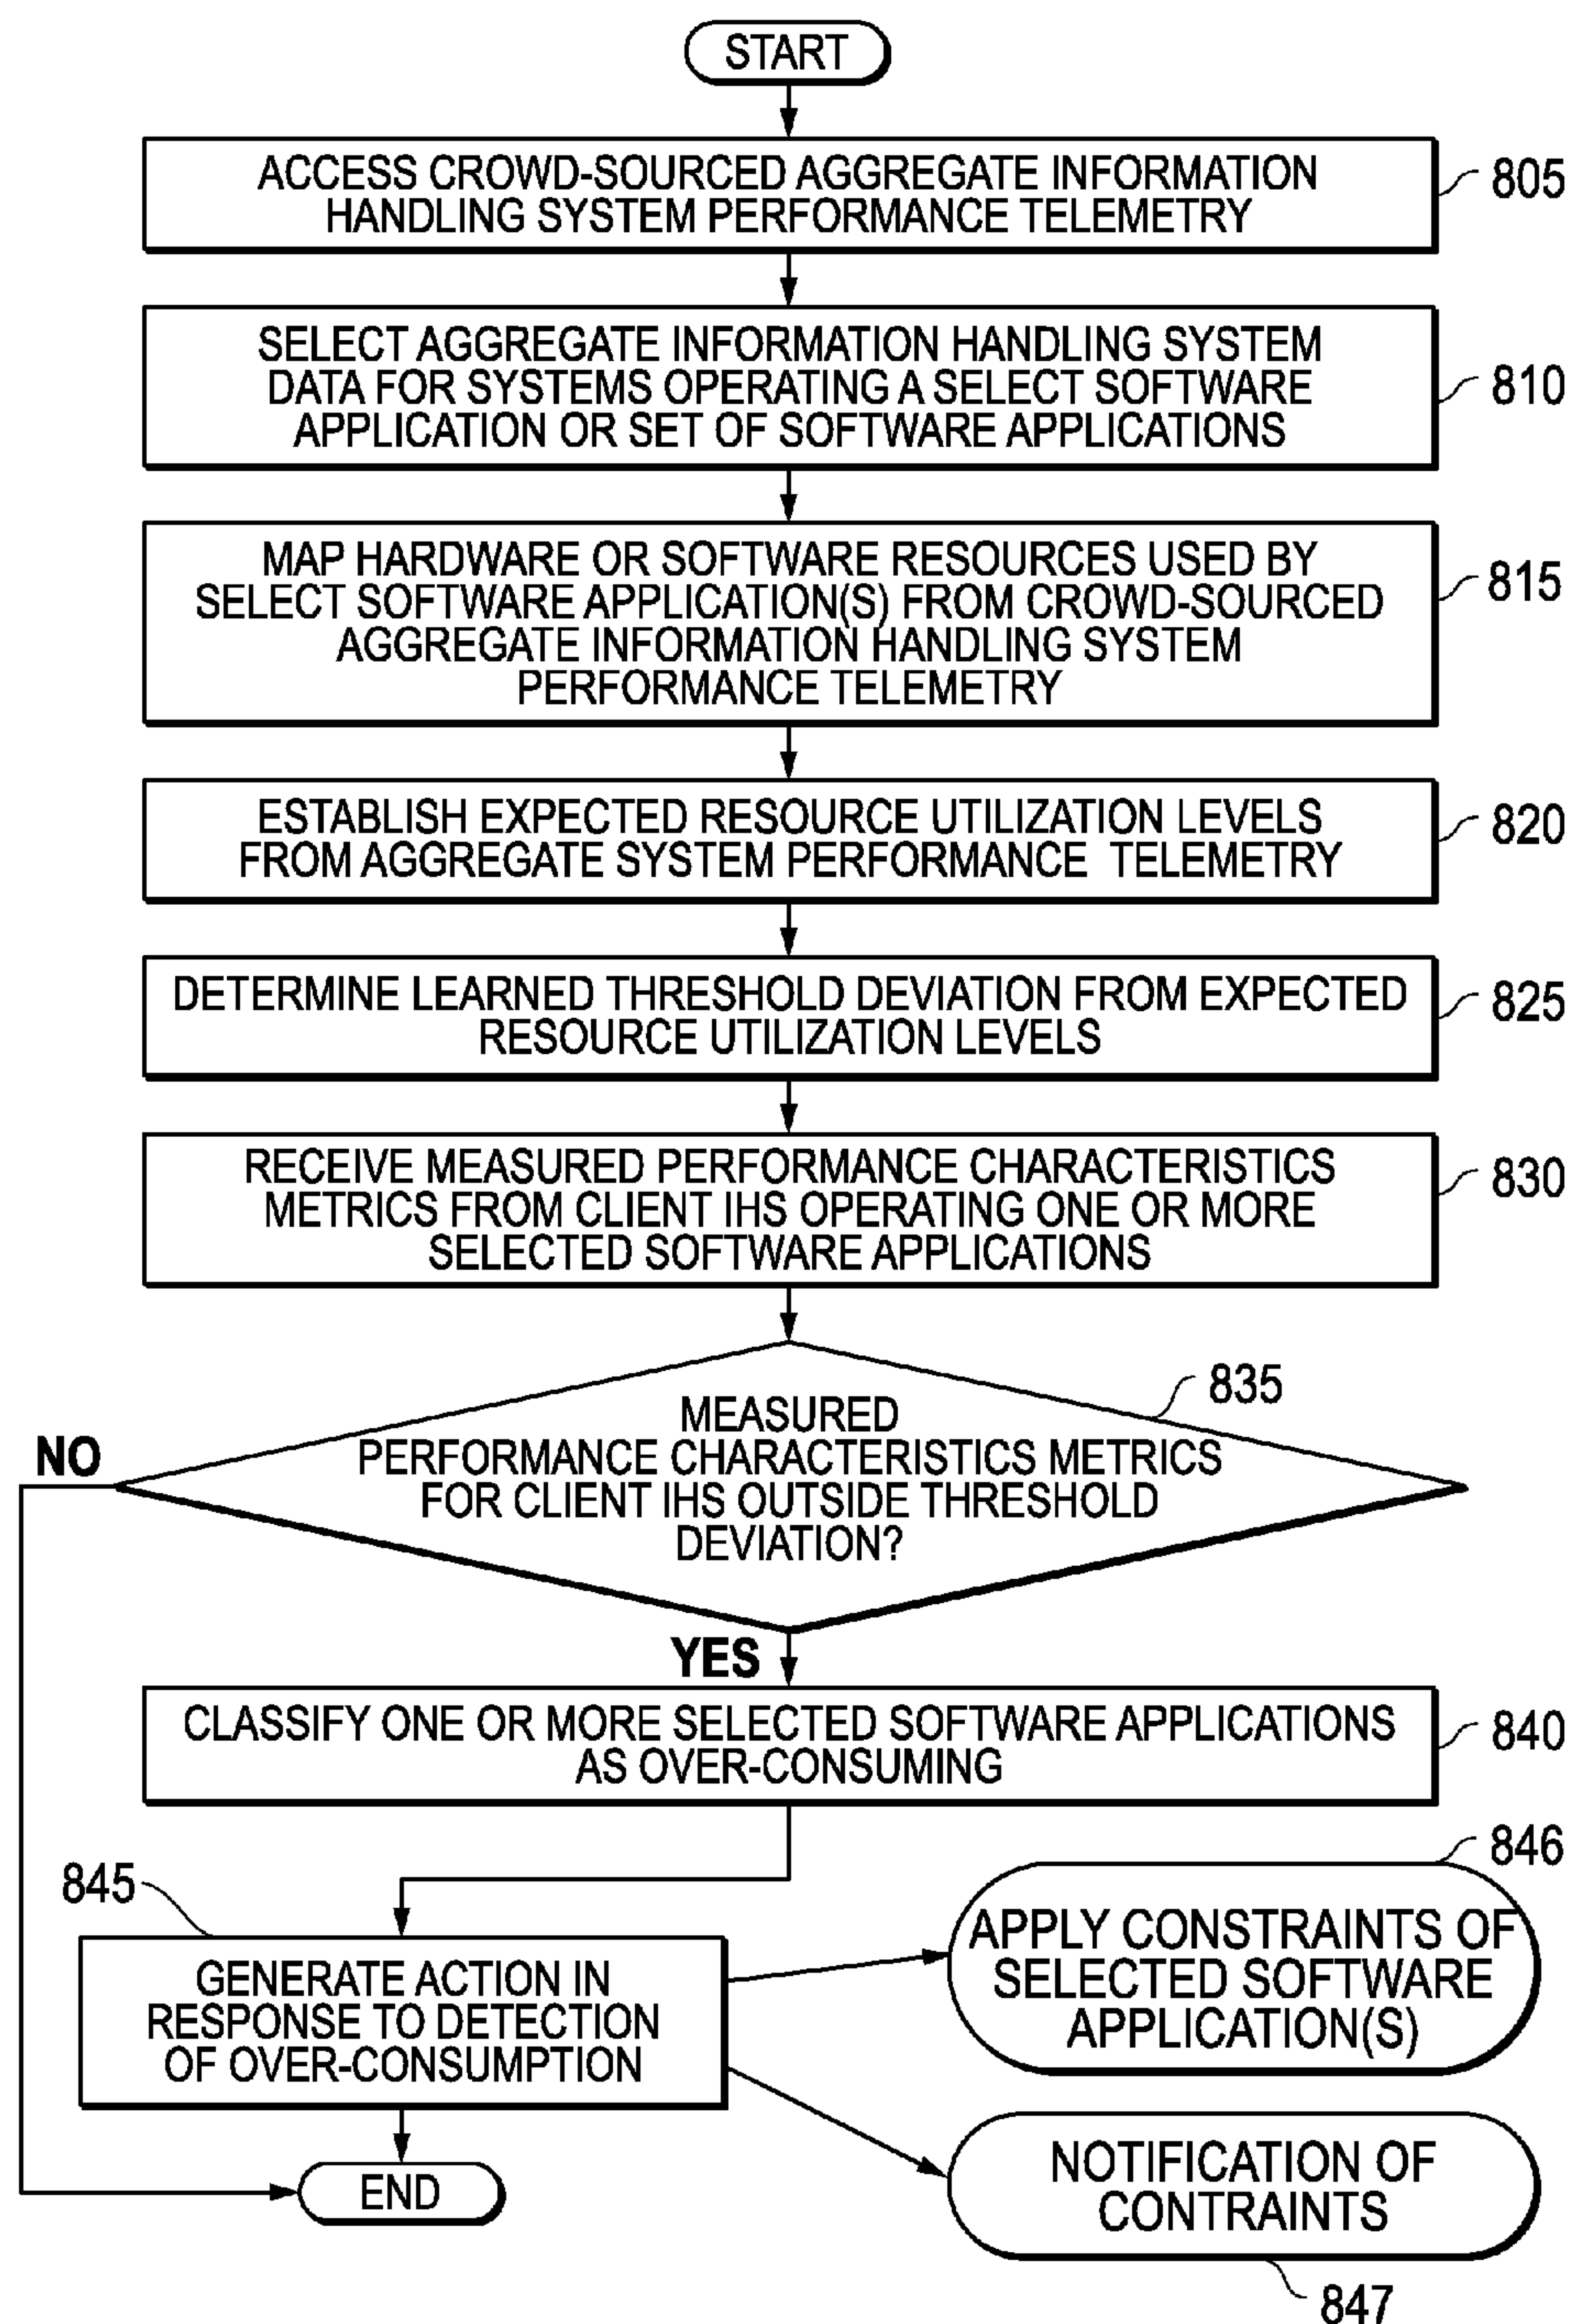 START
ACCESS CROWD-SOURCED AGGREGATE INFORMATION
HANDLING SYSTEM PERFORMANCE TELEMETRY
805
SELECT AGGREGATE INFORMATION HANDLING SYSTEM
DATA FOR SYSTEMS OPERATING A SELECT SOFTWARE
APPLICATION OR SET OF SOFTWARE APPLICATIONS
810
MAP HARDWARE OR SOFTWARE RESOURCES USED BY
SELECT SOFTWARE APPLICATION(S) FROM CROWD-SOURCED
AGGREGATE INFORMATION HANDLING SYSTEM
PERFORMANCE TELEMETRY
815
ESTABLISH EXPECTED RESOURCE UTILIZATION LEVELS
FROM AGGREGATE SYSTEM PERFORMANCE TELEMETRY
820
DETERMINE LEARNED THRESHOLD DEVIATION FROM EXPECTED
RESOURCE UTILIZATION LEVELS
825
RECEIVE MEASURED PERFORMANCE CHARACTERISTICS
METRICS FROM CLIENT IHS OPERATING ONE OR MORE
SELECTED SOFTWARE APPLICATIONS
830
835
MEASURED
PERFORMANCE CHARACTERISTICS METRICS
FOR CLIENT IHS OUTSIDE THRESHOLD
DEVIATION?
NO
YES
CLASSIFY ONE OR MORE SELECTED SOFTWARE APPLICATIONS
AS OVER-CONSUMING
840
845
GENERATE ACTION IN
RESPONSE TO DETECTION
OF OVER-CONSUMPTION
846
APPLY CONSTRAINTS OF
SELECTED SOFTWARE
APPLICATION(S)
NOTIFICATION OF
CONTRAINTS
847
END